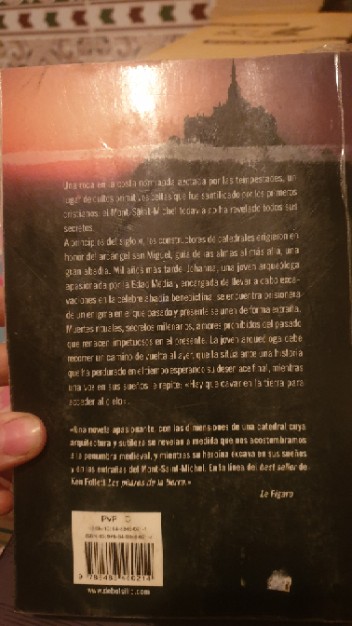 Una roca en la costa normanda azotada por las tempestades, un
lugar de cultos primitivos celtas que fue santificado por los primeros
cristianos, el Mont-Saint-Michel todavía no ha revelado todos sus
secretos.
A principios del siglo XI, los constructores de catedrales erigieron en
honor del arcángel san Miguel, guía de las almas al más allá, una
gran abadía. Mil años más tarde Johanna, una joven arqueóloga
apasionada por la Edad Media y encargada de llevar a cabo exca-
vaciones en la célebre abadía benedictina, se encuentra prisionera
de un enigma en el que pasado y presente se unen de forma extraña.
Muertes rituales, secretos milenarios, amores prohibidos del pasado
que renacen impetuosos en el presente. La joven arqueóloga debe
recorrer un camino de vuelta al ayer que la sitúa ante una historia
que ha perdurado en el tiempo esperando su desenlace final, mientras
una voz en sus sueños le repite: «Hay que cavar en la tierra para
acceder al cielo».
«Una novela apasionante, con las dimensiones de una catedral cuya
arquitectura y sutileza se revelan a medida que nos acostumbramos
a la penumbra medieval, y mientras su heroína excava en sus sueños
y en las entrañas del Mont-Saint-Michel. En la línea del best seller de
Ken Follett Los pilares de la tierra.»
Le Figaro
PVP
www.debolsillo.com